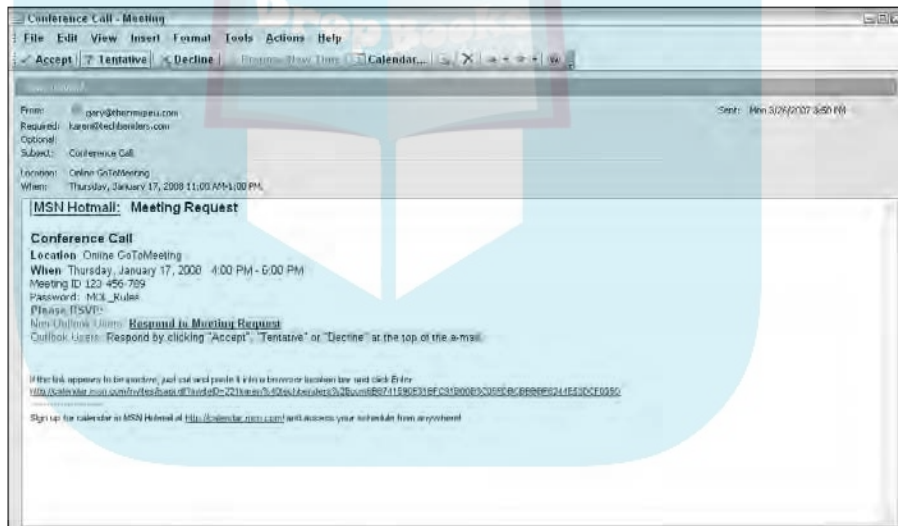 Conference Call - Meeting
File Edit View Insert Format Tools Actions Help
Accept ? Tentative Decline Propose New Time Calendar...
From: gary@
Sent: Mon 3/26/2007 3:50 PM
Required: karen@techbenders.com
Optional:
Subject: Conference Call
Location: Online GoToMeeting
When: Thursday, January 17, 2008 11:00 AM-1:00 PM.
MSN Hotmail: Meeting Request
Conference Call
Location Online GoToMeeting
When Thursday, January 17, 2008 4:00 PM - 6:00 PM
Meeting ID 123-456-789
Password: MOL_Rules
Please RSVP:
Non-Outlook Users: Respond to Meeting Request
Outlook Users: Respond by clicking "Accept", "Tentative" or "Decline" at the top of the e-mail.
If the link appears to be inactive, just cut and paste it into a browser location bar and click Enter
Sign up for calendar in MSN Hotmail at http://calendar.msn.com/ and access your schedule from anywhere!